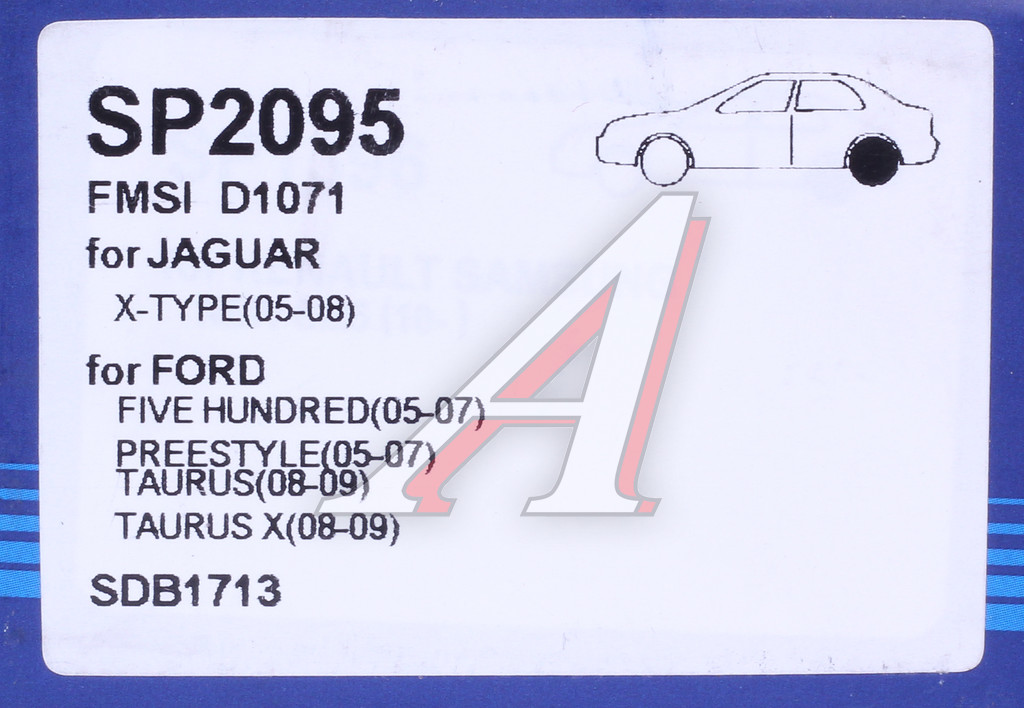 SP2095
FMSI D1071
for JAGUAR
X-TYPE(05-08)
for FORD
FIVE HUNDRED(05-07)
PREESTYLE(05-07)
TAURUS(08-09)
TAURUS X(08-09)
SDB1713